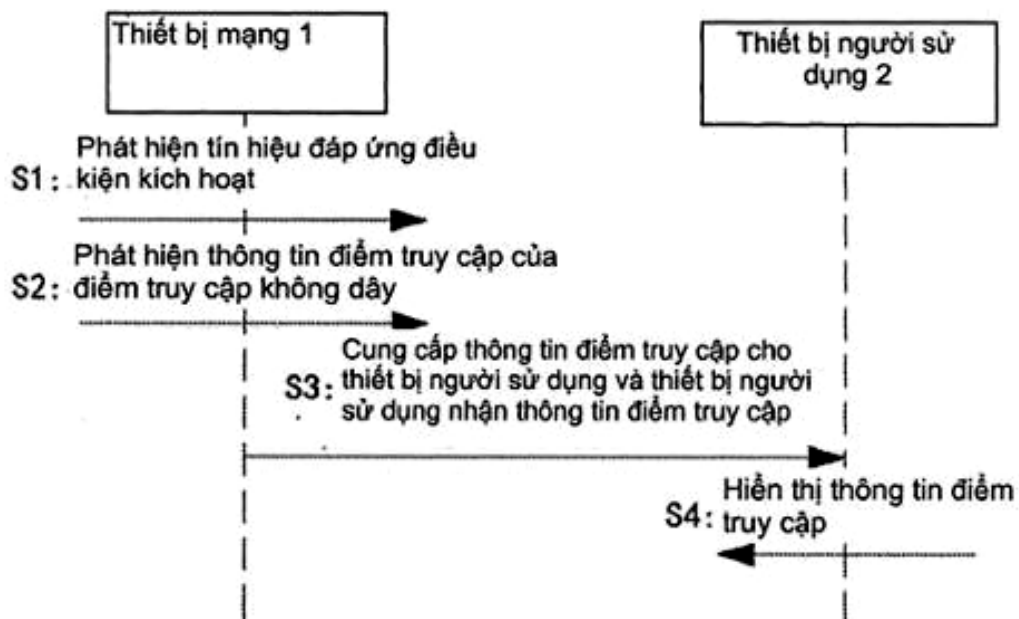 Thiết bị mạng 1
Thiết bị người sử
dụng 2
Phát hiện tín hiệu đáp ứng điều
S1: kiện kích hoạt
Phát hiện thông tin điểm truy cập của
S2: điểm truy cập không dây
Cung cấp thông tin điểm truy cập cho
S3: thiết bị người sử dụng và thiết bị người
sử dụng nhận thông tin điểm truy cập
Hiển thị thông tin điểm
S4: truy cập